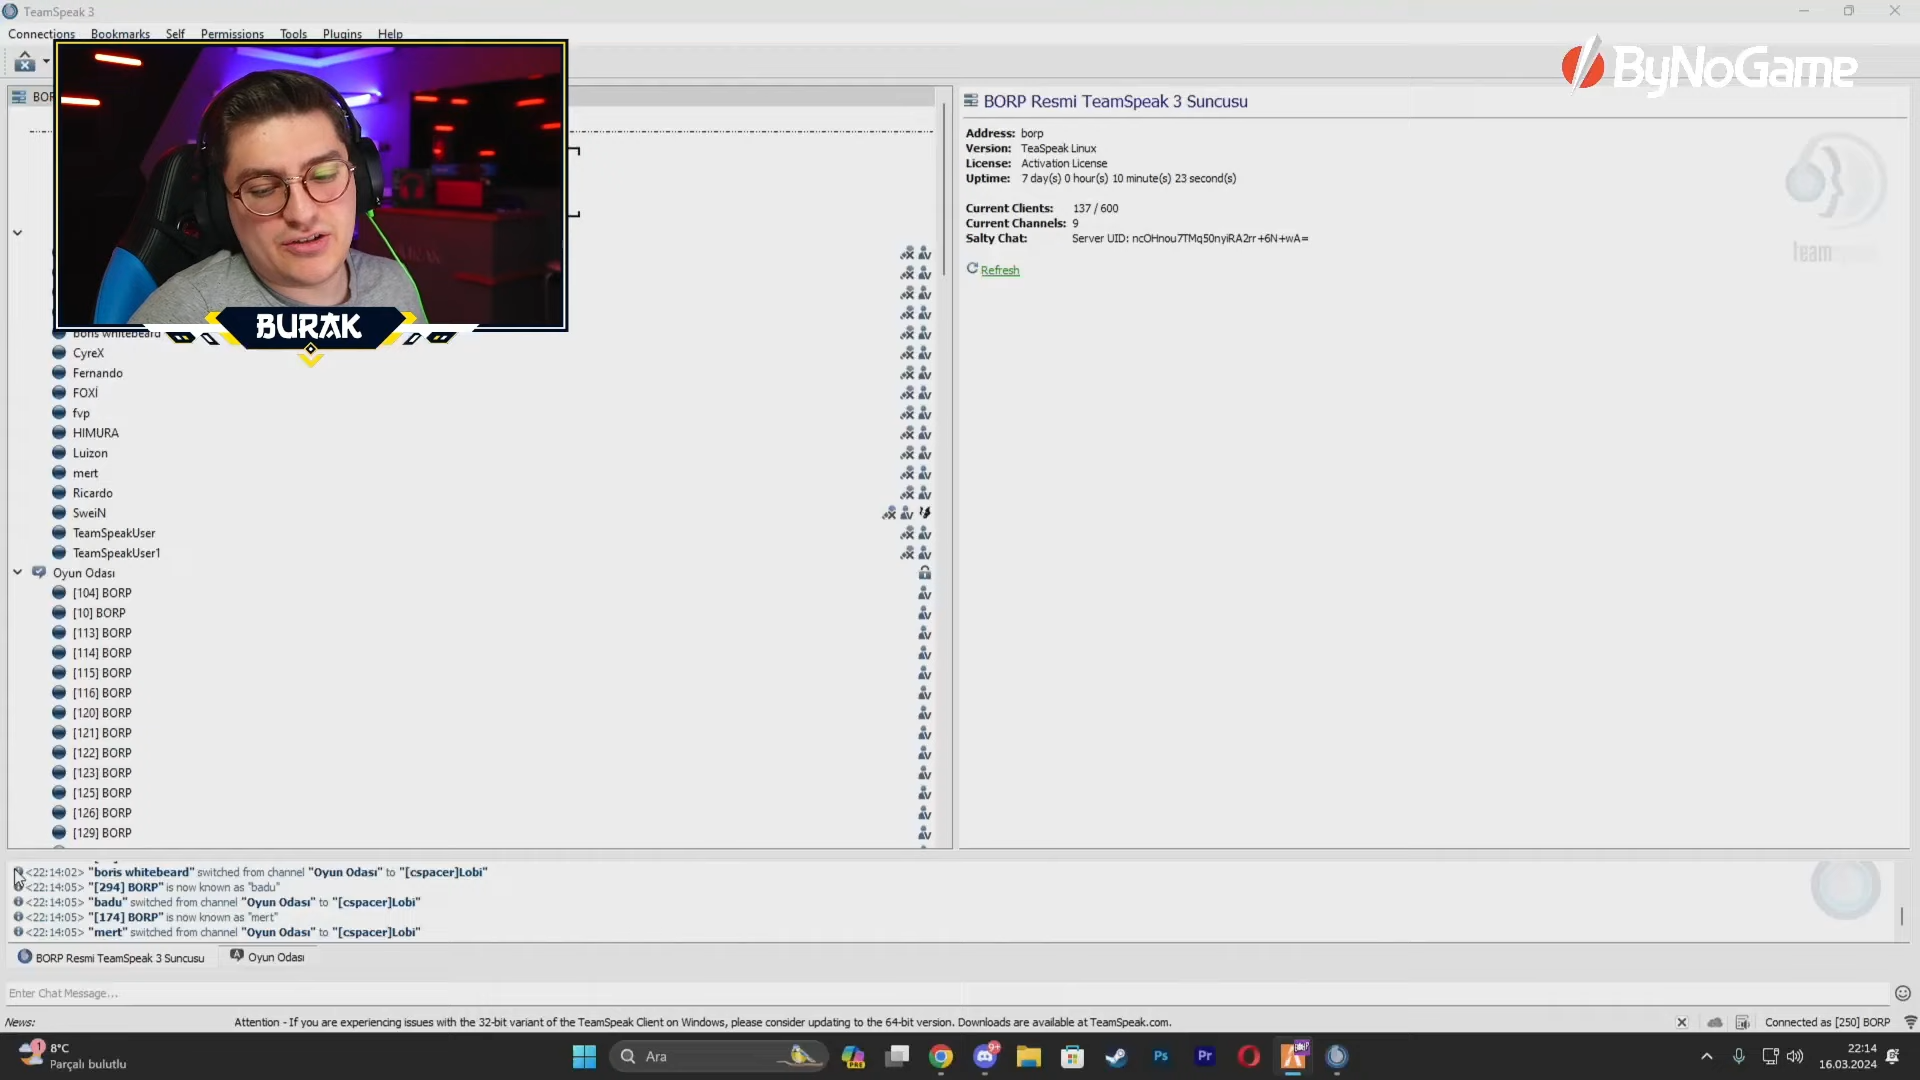 TeamSpeak 3
Connections Bookmarks Self Permissions Tools Plugins Help
ByNoGame
BOR
BORP Resmi TeamSpeak 3 Suncusu
Address: borp
Version: TeaSpeak Linux
License: Activation License
Uptime: 7 day(s) 0 hour(s) 10 minute(s) 23 second(s)
Current Clients: 137 / 600
Current Channels: 9
Salty Chat: Server UID: ncOHnou7TMq50nyiRA2rr+6N+wA=
Refresh
team
BURAK
boris whitebeard
CyreX
Fernando
FOXİ
fvp
HIMURA
Luizon
mert
Ricardo
SweiN
TeamSpeakUser
TeamSpeakUser1
Oyun Odası
[104] BORP
[10] BORP
[113] BORP
[114] BORP
[115] BORP
[116] BORP
[120] BORP
[121] BORP
[122] BORP
[123] BORP
[125] BORP
[126] BORP
[129] BORP
<22:14:02> "boris whitebeard" switched from channel "Oyun Odası" to "[cspacer]Lobi"
<22:14:05> "[294] BORP" is now known as "badu"
<22:14:05> "badu" switched from channel "Oyun Odası" to "[cspacer]Lobi"
<22:14:05> "[174] BORP" is now known as "mert"
<22:14:05> "mert" switched from channel "Oyun Odası" to "[cspacer]Lobi"
BORP Resmi TeamSpeak 3 Suncusu Oyun Odası
Enter Chat Message...
News: Attention - If you are experiencing issues with the 32-bit variant of the TeamSpeak Client on Windows, please consider updating to the 64-bit version. Downloads are available at TeamSpeak.com. Connected as [250] BORP
1
8°C
Parçalı bulutlu
Ara
PRE
9+
Ps
Pr
22:14
16.03.2024